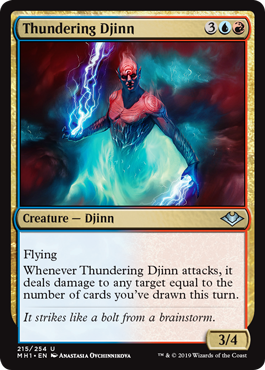 Thundering Djinn 3
Creature — Djinn
Flying
Whenever Thundering Djinn attacks, it
deals damage to any target equal to the
number of cards you've drawn this turn.
It strikes like a bolt from a brainstorm.
3/4
215/254 U
MH1 • EN Anastasia Ovchinnikova
™ & © 2019 Wizards of the Coast